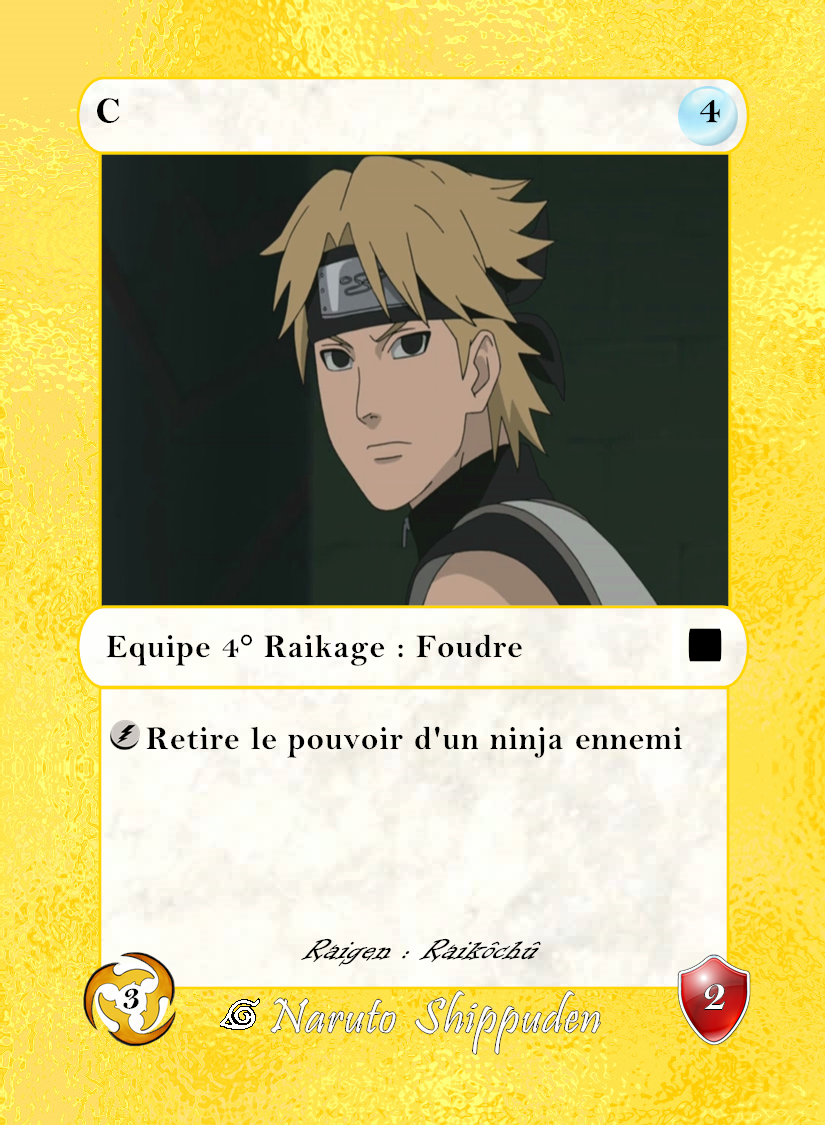 C
4
Equipe 4° Raikage : Foudre
Retire le pouvoir d'un ninja ennemi
Raigen : Raikôchû
3
Naruto Shippuden
2